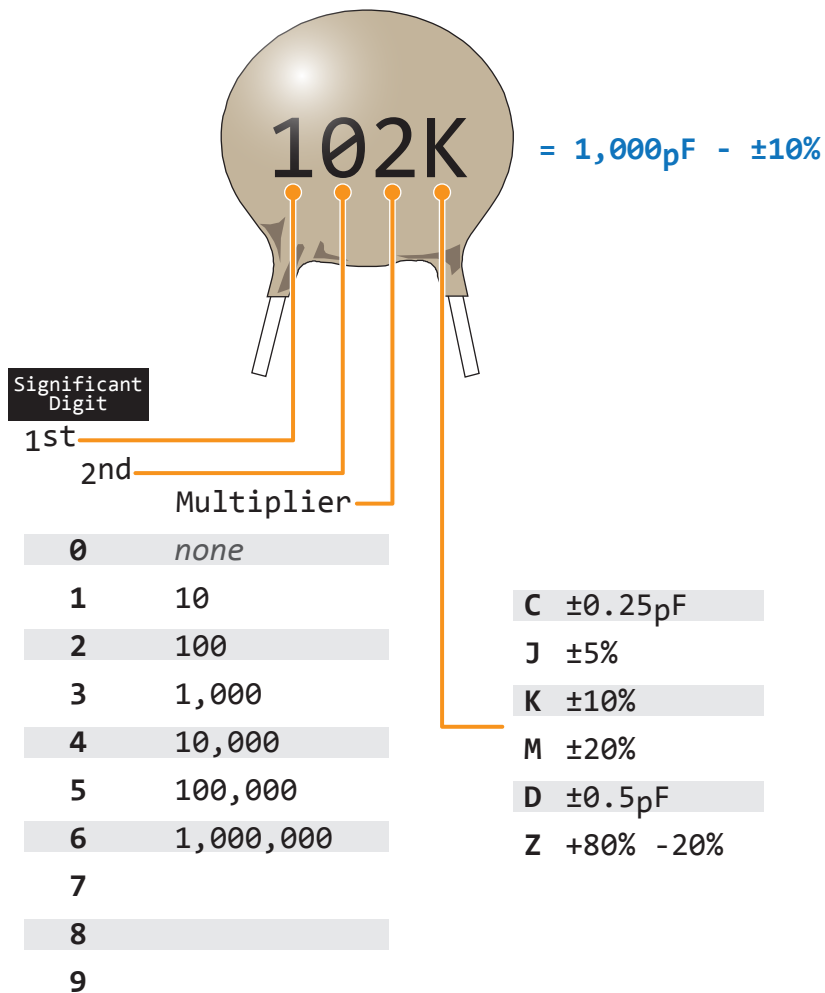 102K
= 1,000pF - ±10%
Significant
Digit
1st
2nd
Multiplier
0 none
1 10
2 100
3 1,000
4 10,000
5 100,000
6 1,000,000
7
8
9
C ±0.25pF
J ±5%
K ±10%
M ±20%
D ±0.5pF
Z +80% -20%